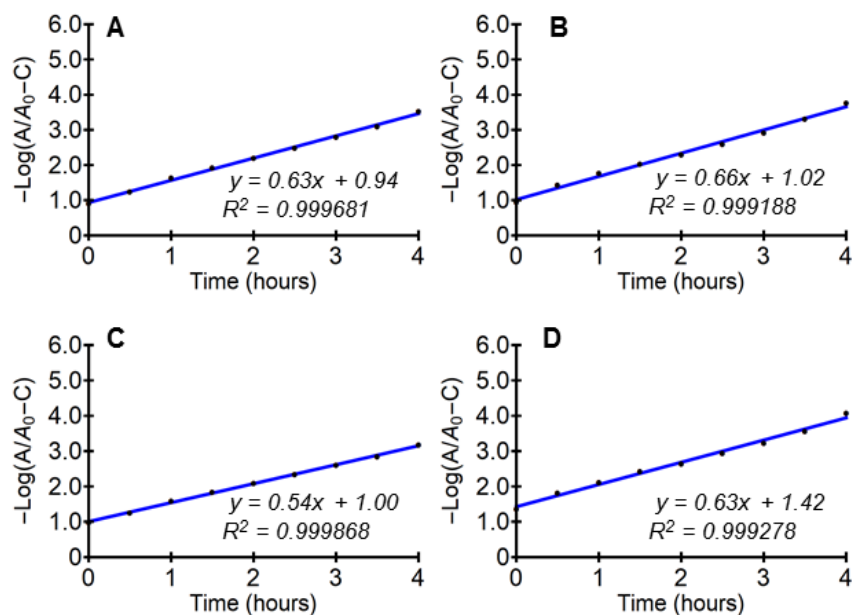 A
6.0
5.0
4.0
3.0
2.0
1.0
0
−Log(A/A₀−C)
y = 0.63x + 0.94
R² = 0.999681
0 1 2 3 4
Time (hours)
B
6.0
5.0
4.0
3.0
2.0
1.0
0
−Log(A/A₀−C)
y = 0.66x + 1.02
R² = 0.999188
0 1 2 3 4
Time (hours)
C
6.0
5.0
4.0
3.0
2.0
1.0
0
−Log(A/A₀−C)
y = 0.54x + 1.00
R² = 0.999868
0 1 2 3 4
Time (hours)
D
6.0
5.0
4.0
3.0
2.0
1.0
0
−Log(A/A₀−C)
y = 0.63x + 1.42
R² = 0.999278
0 1 2 3 4
Time (hours)